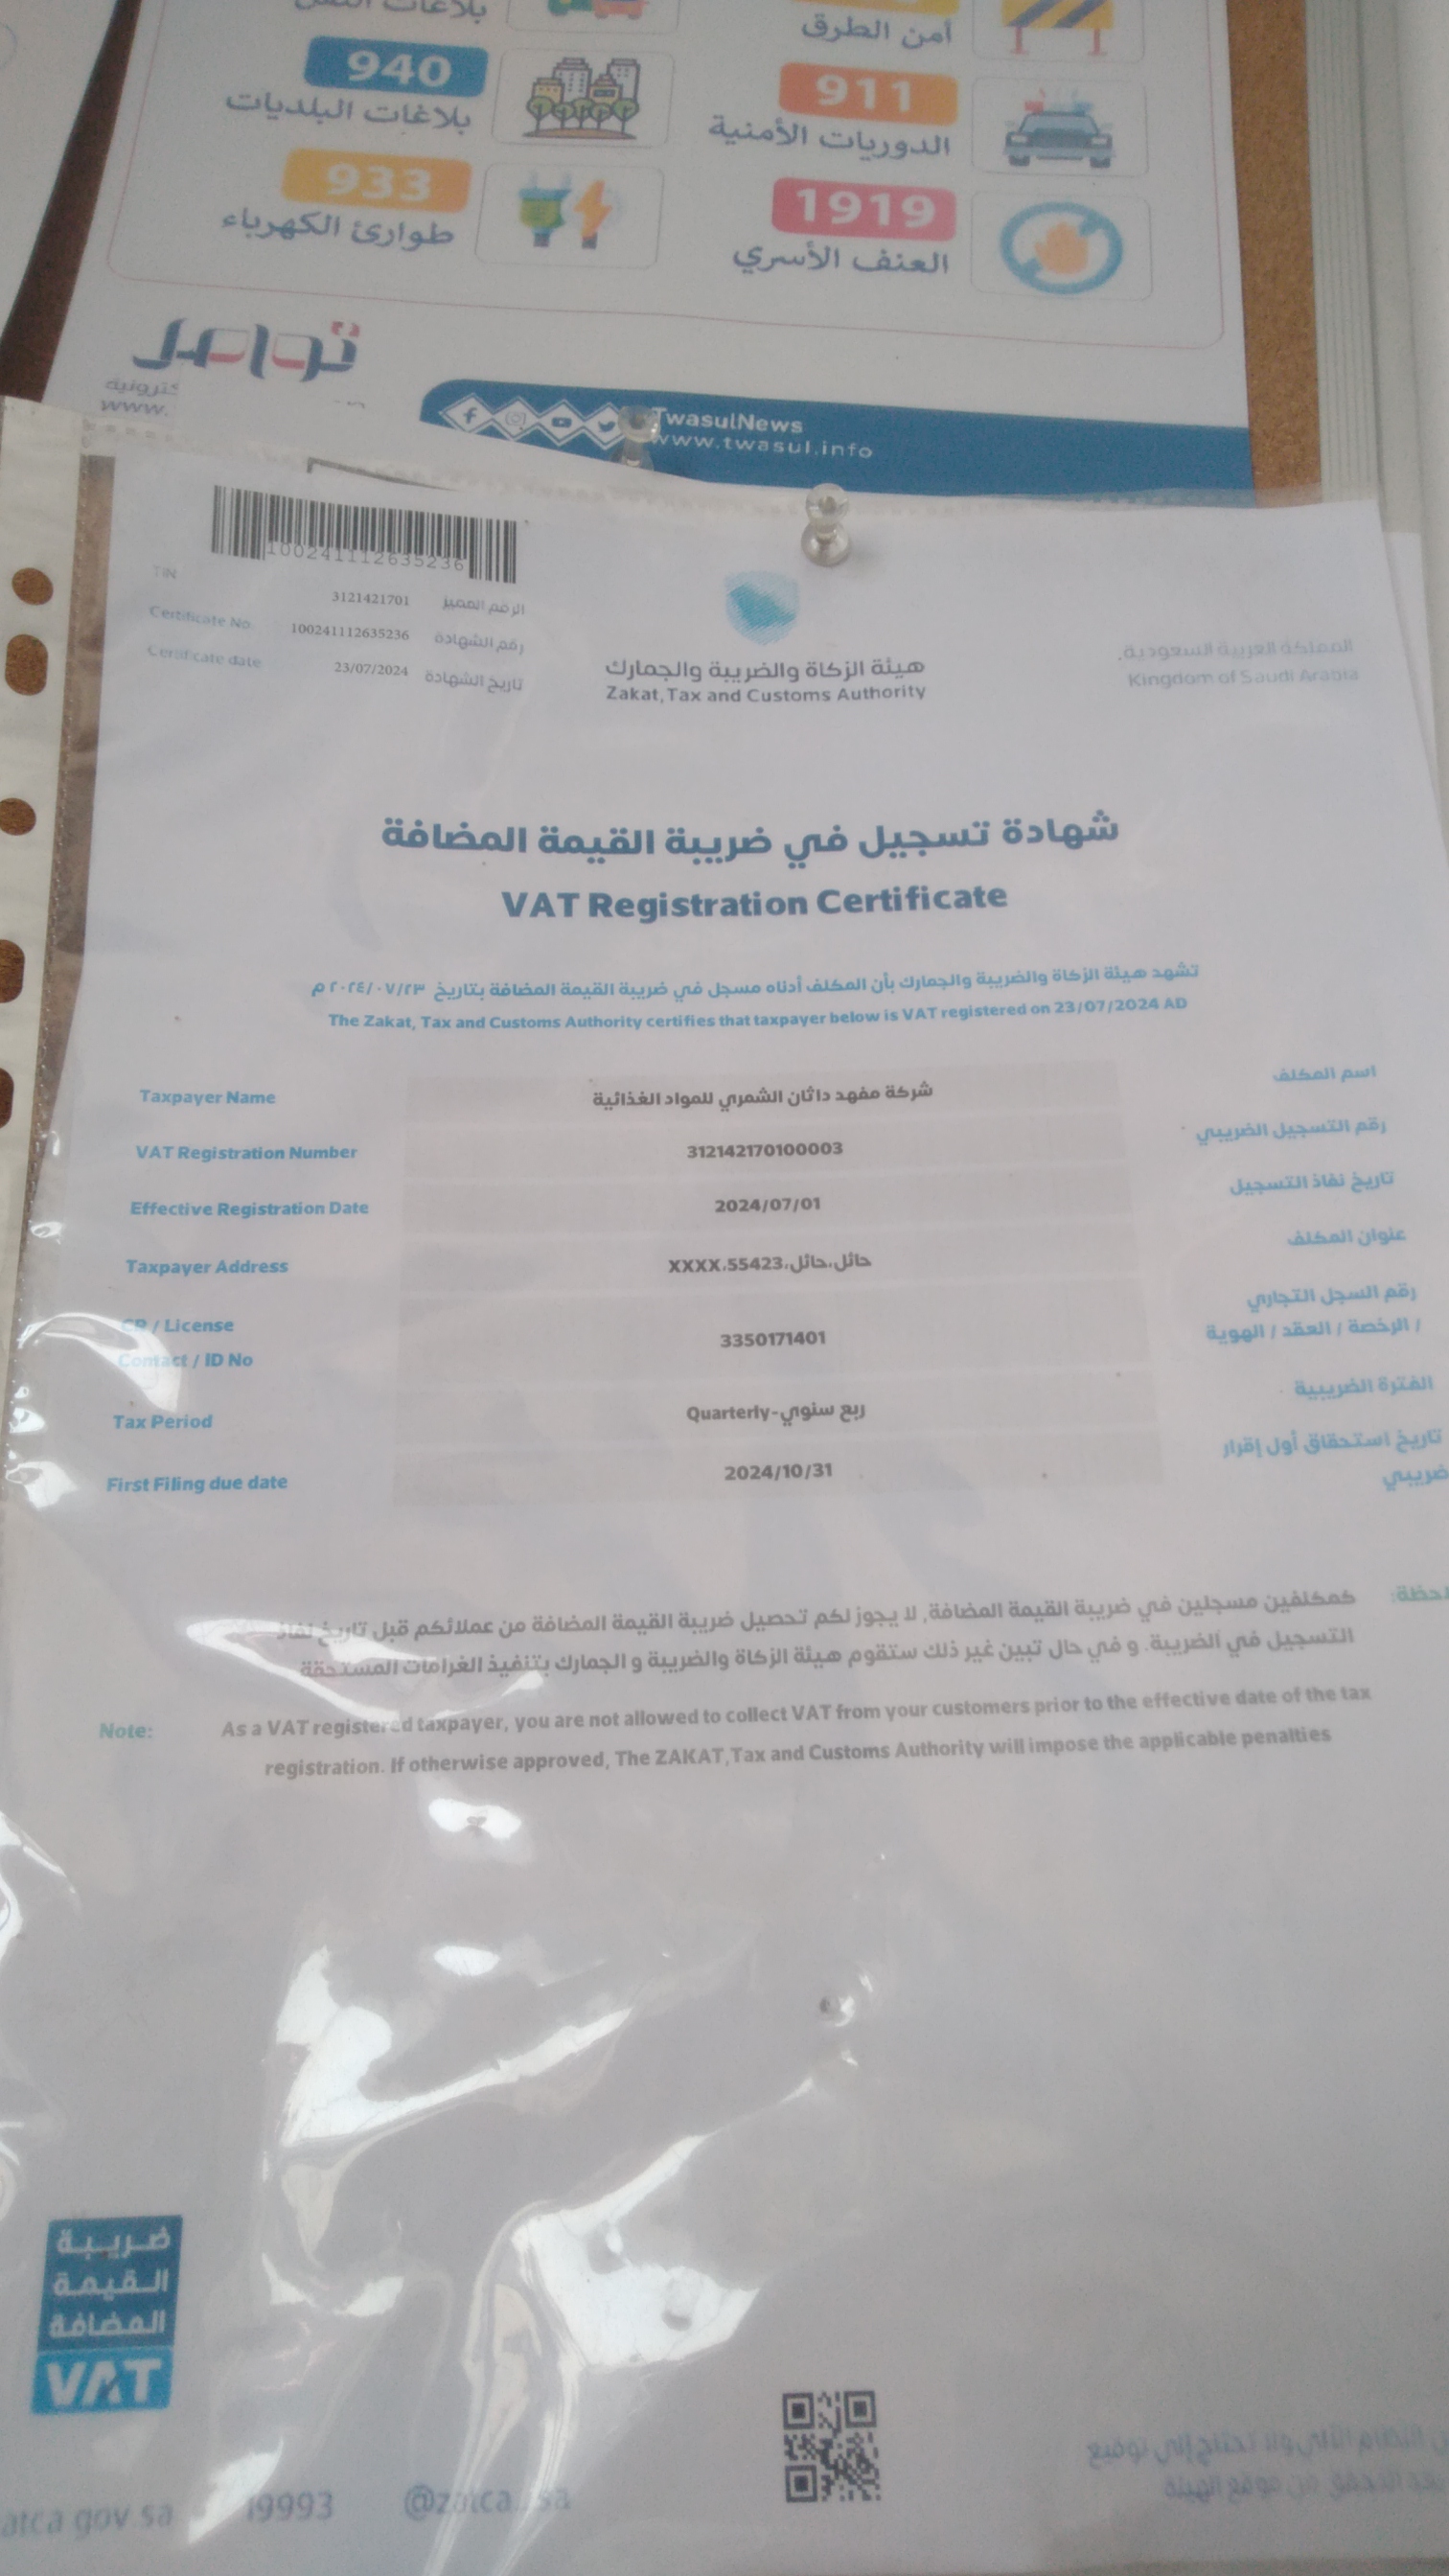 أمن الطرق
940
بلاغات البلديات
911
الدوريات الأمنية
933
طوارئ الكهرباء
1919
العنف الأسري
تواصل
www.
TwasulNews
www.twasul.info
100241112635236
TIN 3121421701 الرقم المميز
Certificate No. 100241112635236 رقم الشهادة
Certificate date 23/07/2024 تاريخ الشهادة
هيئة الزكاة والضريبة والجمارك
Zakat, Tax and Customs Authority
المملكة العربية السعودية
Kingdom of Saudi Arabia
شهادة تسجيل في ضريبة القيمة المضافة
VAT Registration Certificate
تشهد هيئة الزكاة والضريبة والجمارك بأن المكلف أدناه مسجل في ضريبة القيمة المضافة بتاريخ ٢٠٢٤/٠٧/٢٣ م
The Zakat, Tax and Customs Authority certifies that taxpayer below is VAT registered on 23/07/2024 AD
Taxpayer Name شركة مفهد داثان الشمري للمواد الغذائية اسم المكلف
VAT Registration Number 312142170100003 رقم التسجيل الضريبي
Effective Registration Date 2024/07/01 تاريخ نفاذ التسجيل
Taxpayer Address حائل،حائل،55423،XXXX عنوان المكلف
CR / License رقم السجل التجاري
Contact / ID No 3350171401 / الرخصة / العقد / الهوية
Tax Period Quarterly-ربع سنوي الفترة الضريبية
First Filing due date 2024/10/31 تاريخ استحقاق أول إقرار
ضريبي
كمكلفين مسجلين في ضريبة القيمة المضافة, لا يجوز لكم تحصيل ضريبة القيمة المضافة من عملائكم قبل تاريخ نفاذ
التسجيل في الضريبة. و في حال تبين غير ذلك ستقوم هيئة الزكاة والضريبة و الجمارك بتنفيذ الغرامات المستحقة
Note: As a VAT registered taxpayer, you are not allowed to collect VAT from your customers prior to the effective date of the tax
registration. If otherwise approved, The ZAKAT,Tax and Customs Authority will impose the applicable penalties
ضريبة
القيمة
المضافة
VAT
atca.gov.sa 19993 @zatca_sa